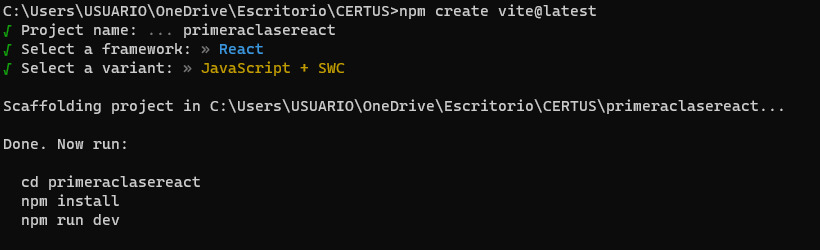 C:\Users\USUARIO\OneDrive\Escritorio\CERTUS>npm create vite@latest
√ Project name: ... primeraclasereact
√ Select a framework: » React
√ Select a variant: » JavaScript + SWC
Scaffolding project in C:\Users\USUARIO\OneDrive\Escritorio\CERTUS\primeraclasereact...
Done. Now run:
cd primeraclasereact
npm install
npm run dev